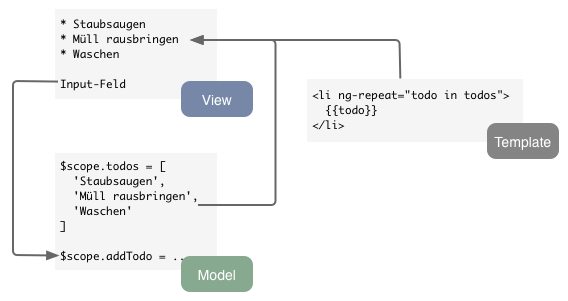 * Staubsaugen
* Müll rausbringen
* Waschen
Input-Feld
View
<li ng-repeat="todo in todos">
{{todo}}
</li>
Template
$scope.todos = [
'Staubsaugen',
'Müll rausbringen',
'Waschen'
]
$scope.addTodo = ..
Model